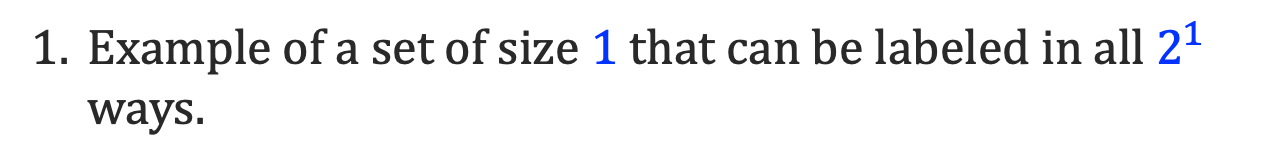 1. Example of a set of size 1 that can be labeled in all 2¹
ways.